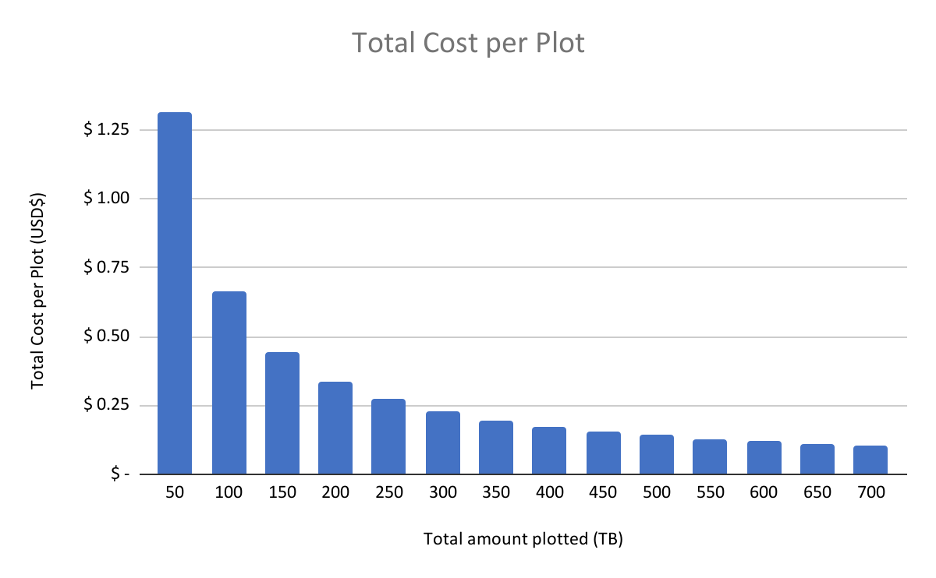 Total Cost per Plot
Total Cost per Plot (USD$)
$ 1.25
$ 1.00
$ 0.75
$ 0.50
$ 0.25
$ -
50 100 150 200 250 300 350 400 450 500 550 600 650 700
Total amount plotted (TB)